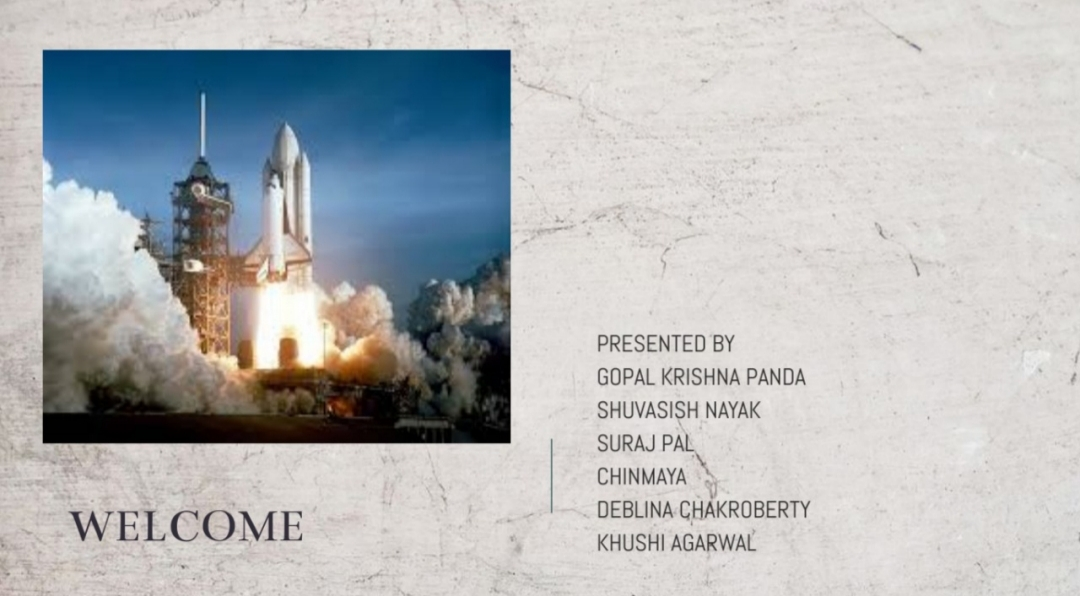 WELCOME
PRESENTED BY
GOPAL KRISHNA PANDA
SHUVASISH NAYAK
SURAJ PAL
CHINMAYA
DEBLINA CHAKROBERTY
KHUSHI AGARWAL